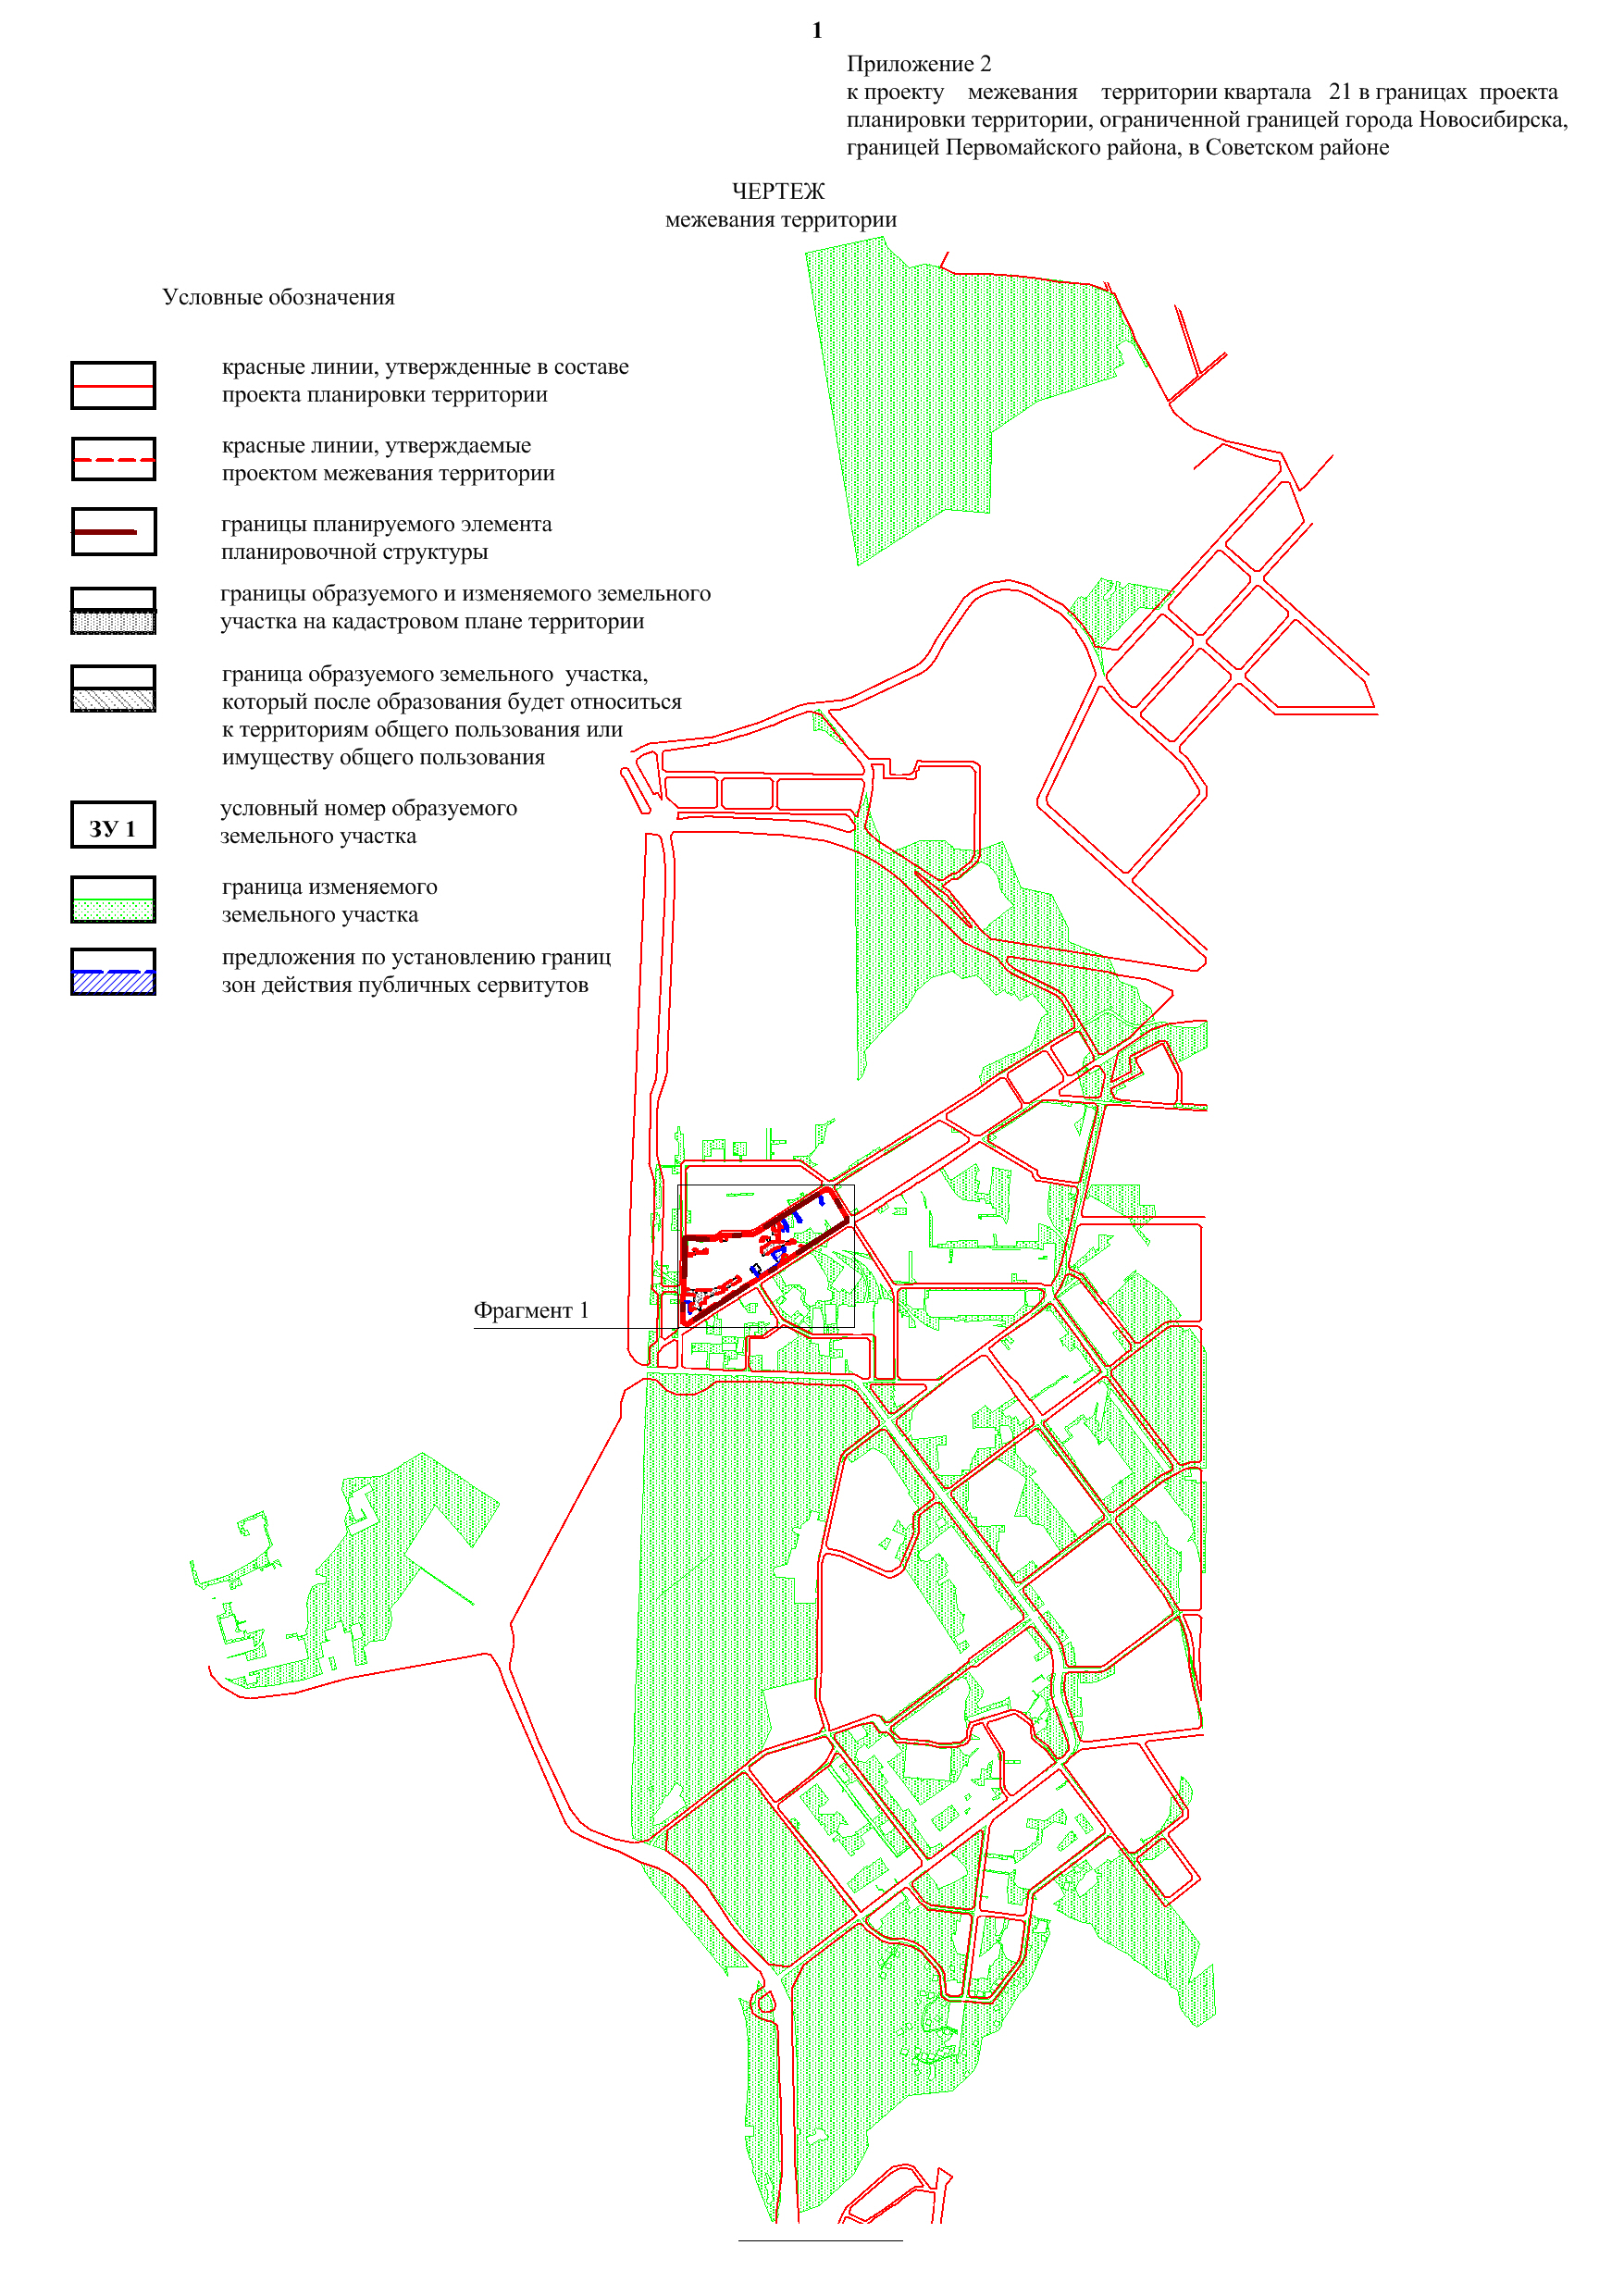 1
Приложение 2
к проекту межевания территории квартала 21 в границах проекта
планировки территории, ограниченной границей города Новосибирска,
границей Первомайского района, в Советском районе
ЧЕРТЕЖ
межевания территории
Условные обозначения
красные линии, утвержденные в составе
проекта планировки территории
красные линии, утверждаемые
проектом межевания территории
границы планируемого элемента
планировочной структуры
границы образуемого и изменяемого земельного
участка на кадастровом плане территории
граница образуемого земельного участка,
который после образования будет относиться
к территориям общего пользования или
имуществу общего пользования
ЗУ 1
условный номер образуемого
земельного участка
граница изменяемого
земельного участка
предложения по установлению границ
зон действия публичных сервитутов
Фрагмент 1